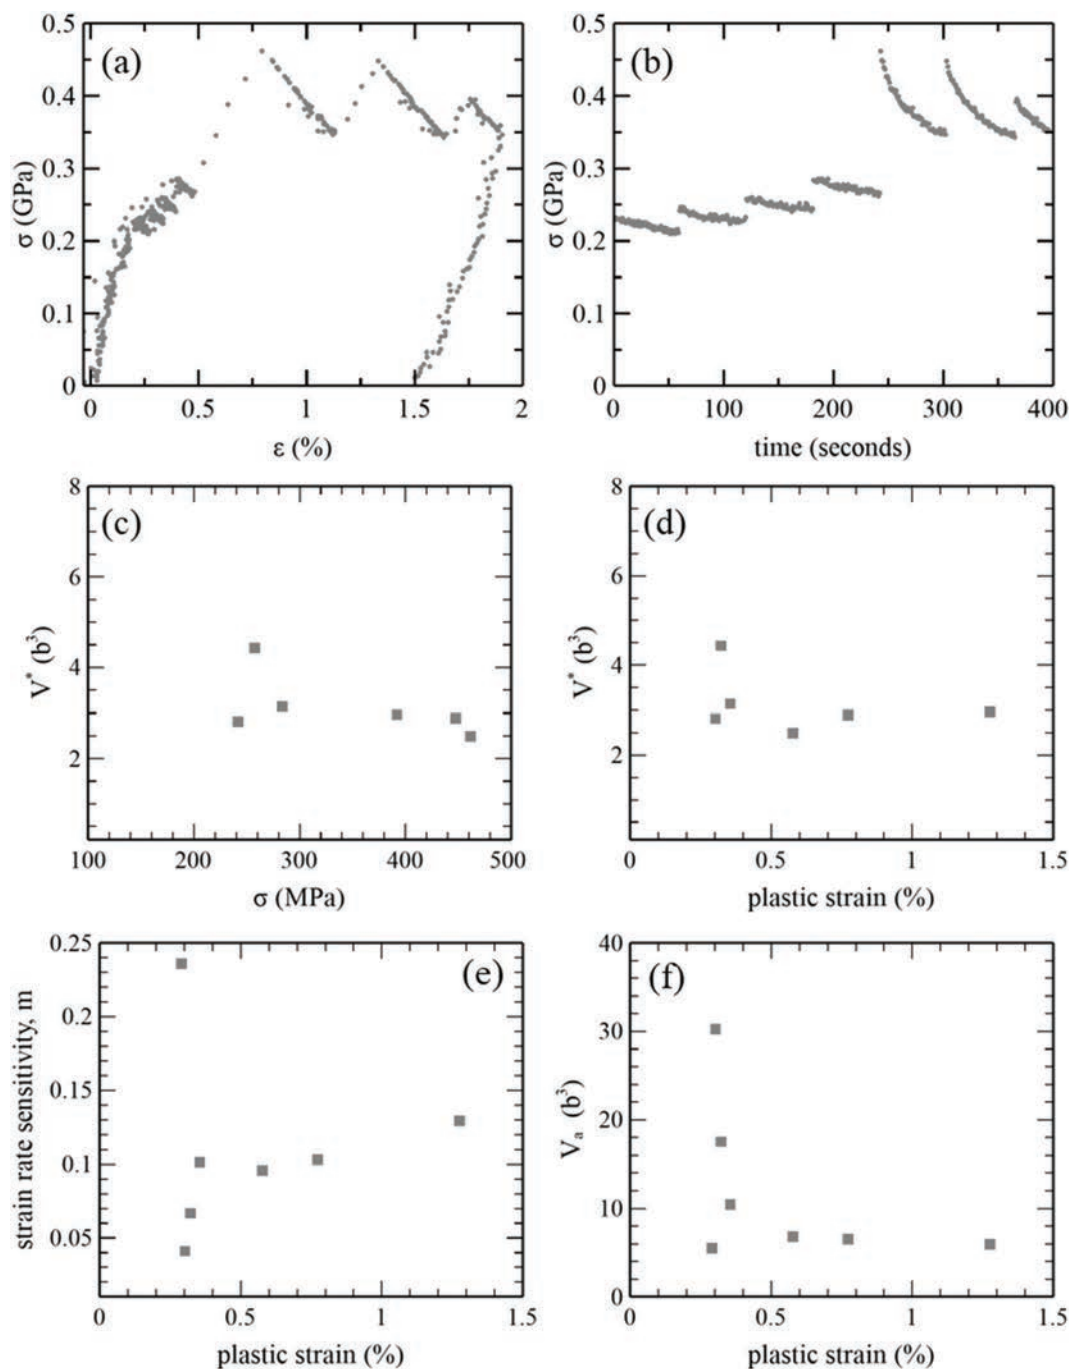 (a)
0.5
0.4
0.3
0.2
0.1
0
σ (GPa)
0 0.5 1 1.5 2
ε (%)
(b)
0.5
0.4
0.3
0.2
0.1
0
σ (GPa)
0 100 200 300 400
time (seconds)
(c)
8
6
4
2
V* (b³)
100 200 300 400 500
σ (MPa)
(d)
8
6
4
2
V* (b³)
0 0.5 1 1.5
plastic strain (%)
(e)
0.25
0.2
0.15
0.1
0.05
strain rate sensitivity, m
0 0.5 1 1.5
plastic strain (%)
(f)
40
30
20
10
0
Vₐ (b³)
0 0.5 1 1.5
plastic strain (%)